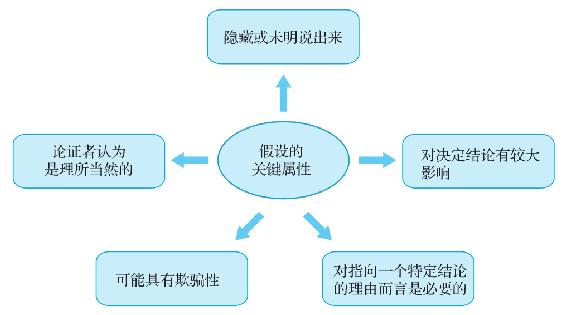 隐藏或未明说出来
论证者认为
是理所当然的
假设的
关键属性
对决定结论有较大
影响
可能具有欺骗性
对指向一个特定结论
的理由而言是必要的